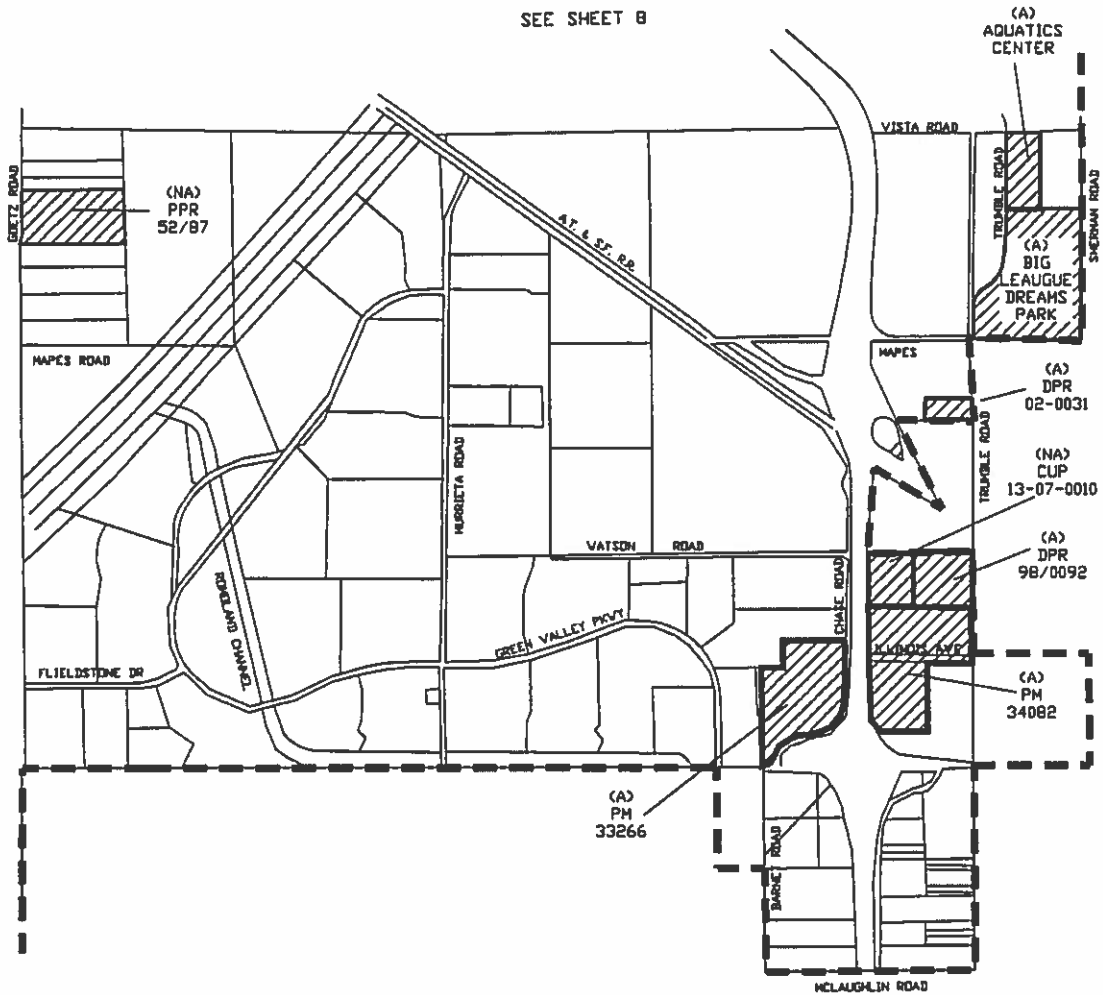 SEE SHEET 8
(A)
AQUATICS
CENTER
VISTA ROAD
TRUMBLE ROAD
SHERMAN ROAD
GOETZ ROAD
(NA)
PPR
52/87
A.T. & S.F. R.R.
(A)
BIG
LEAUGUE
DREAMS
PARK
MAPES ROAD
MAPES
(A)
DPR
02-0031
MURRIETA ROAD
TRUMBLE ROAD
(NA)
CUP
13-07-0010
WATSON ROAD
(A)
DPR
98/0092
CHASE ROAD
ROMOLAND CHANNEL
GREEN VALLEY PKWY
ILLINOIS AVE
FLIELDSTONE DR
(A)
PM
34082
(A)
PM
33266
BARNET ROAD
MCLAUGHLIN ROAD